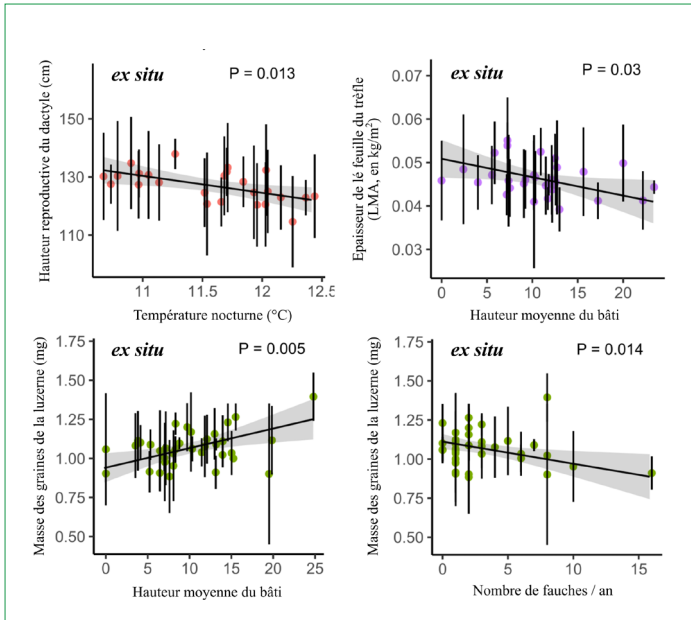 ex situ
P = 0.013
Hauteur reproductive du dactyle (cm)
150
130
110
11
11.5
12
12.5
Température nocturne (°C)
ex situ
P = 0.03
Epaisseur de lé feuille du trèfle
(LMA, en kg/m²)
0.07
0.06
0.05
0.04
0.03
0
5
10
15
20
Hauteur moyenne du bâti
ex situ
P = 0.005
Masse des graines de la luzerne (mg)
1.75
1.50
1.25
1.00
0.75
0.50
0
5
10
15
20
25
Hauteur moyenne du bâti
ex situ
P = 0.014
Masse des graines de la luzerne (mg)
1.75
1.50
1.25
1.00
0.75
0.50
0
5
10
15
Nombre de fauches / an